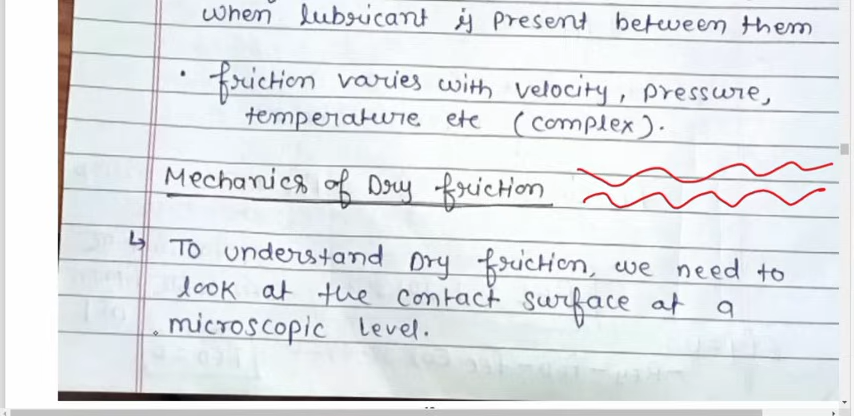 when lubricant is present between them
• friction varies with velocity, pressure,
temperature etc (complex).
Mechanics of Dry friction
↳ To understand Dry friction, we need to
look at the contact surface at a
microscopic level.